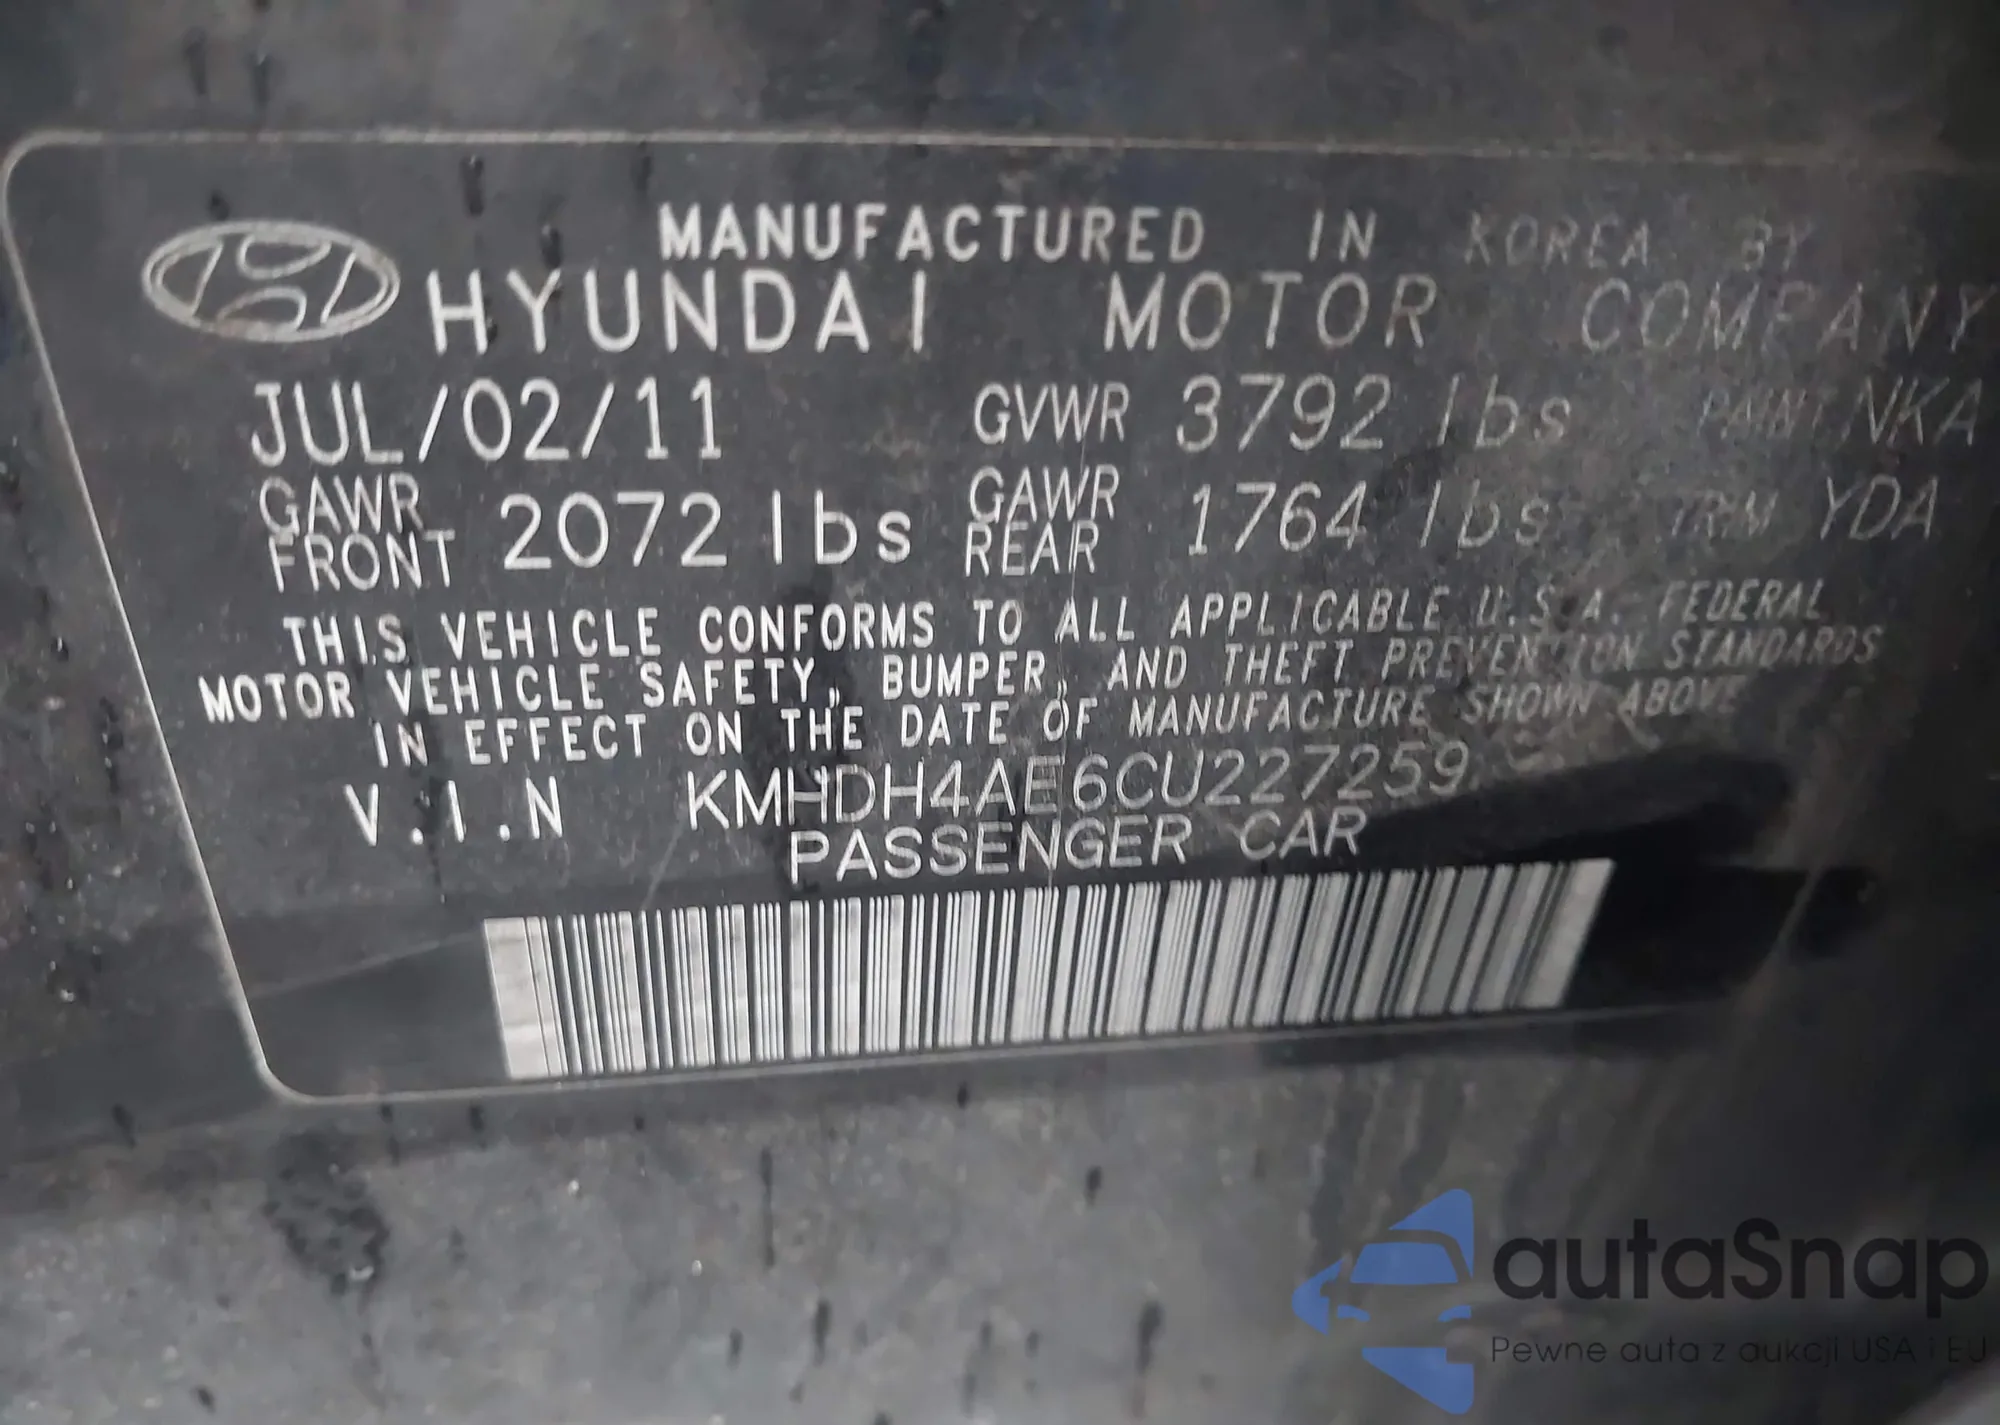 MANUFACTURED IN KOREA BY
HYUNDAI MOTOR COMPANY
JUL/02/11 GVWR 3792 lbs PAINT NKA
GAWR FRONT 2072 lbs GAWR REAR 1764 lbs TRIM YDA
THIS VEHICLE CONFORMS TO ALL APPLICABLE U.S.A. FEDERAL
MOTOR VEHICLE SAFETY, BUMPER, AND THEFT PREVENTION STANDARDS
IN EFFECT ON THE DATE OF MANUFACTURE SHOWN ABOVE
V.I.N KMHDH4AE6CU227259
PASSENGER CAR
autaSnap
Pewne auta z aukcji USA i EU